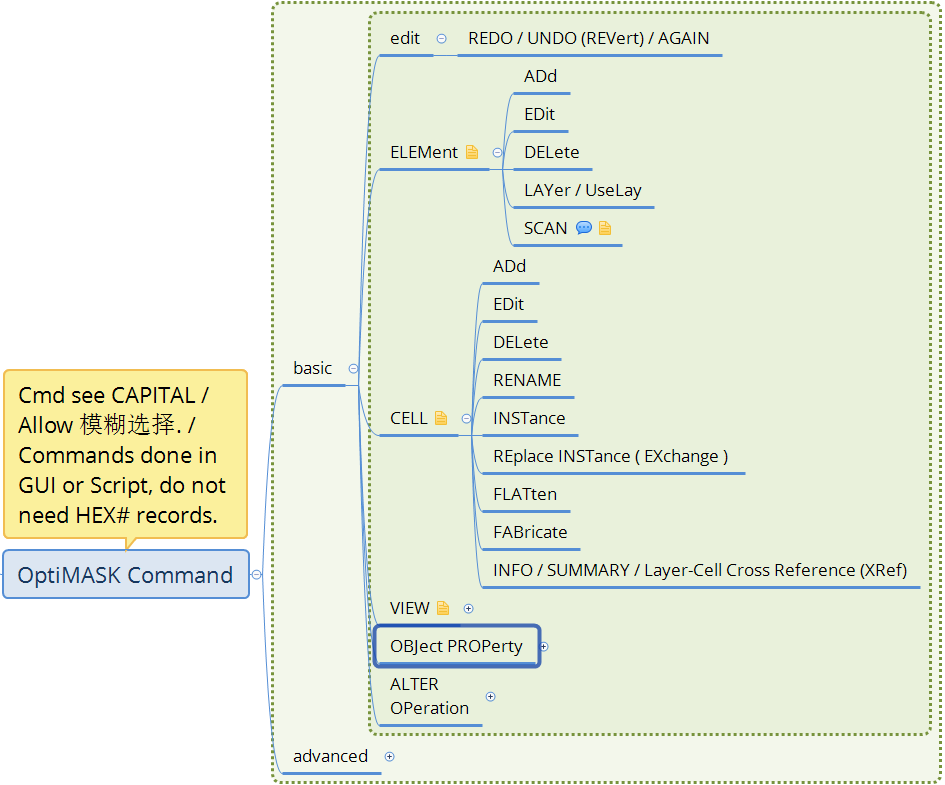 edit
REDO / UNDO (REVert) / AGAIN
ADd
EDit
ELEMent
DELete
LAYer / UseLay
SCAN
ADd
EDit
DELete
basic
RENAME
CELL
INSTance
REplace INSTance ( EXchange )
FLATten
FABricate
INFO / SUMMARY / Layer-Cell Cross Reference (XRef)
Cmd see CAPITAL /
Allow 模糊选择. /
Commands done in
GUI or Script, do not
need HEX# records.
OptiMASK Command
VIEW
OBJect PROPerty
ALTER
OPeration
advanced